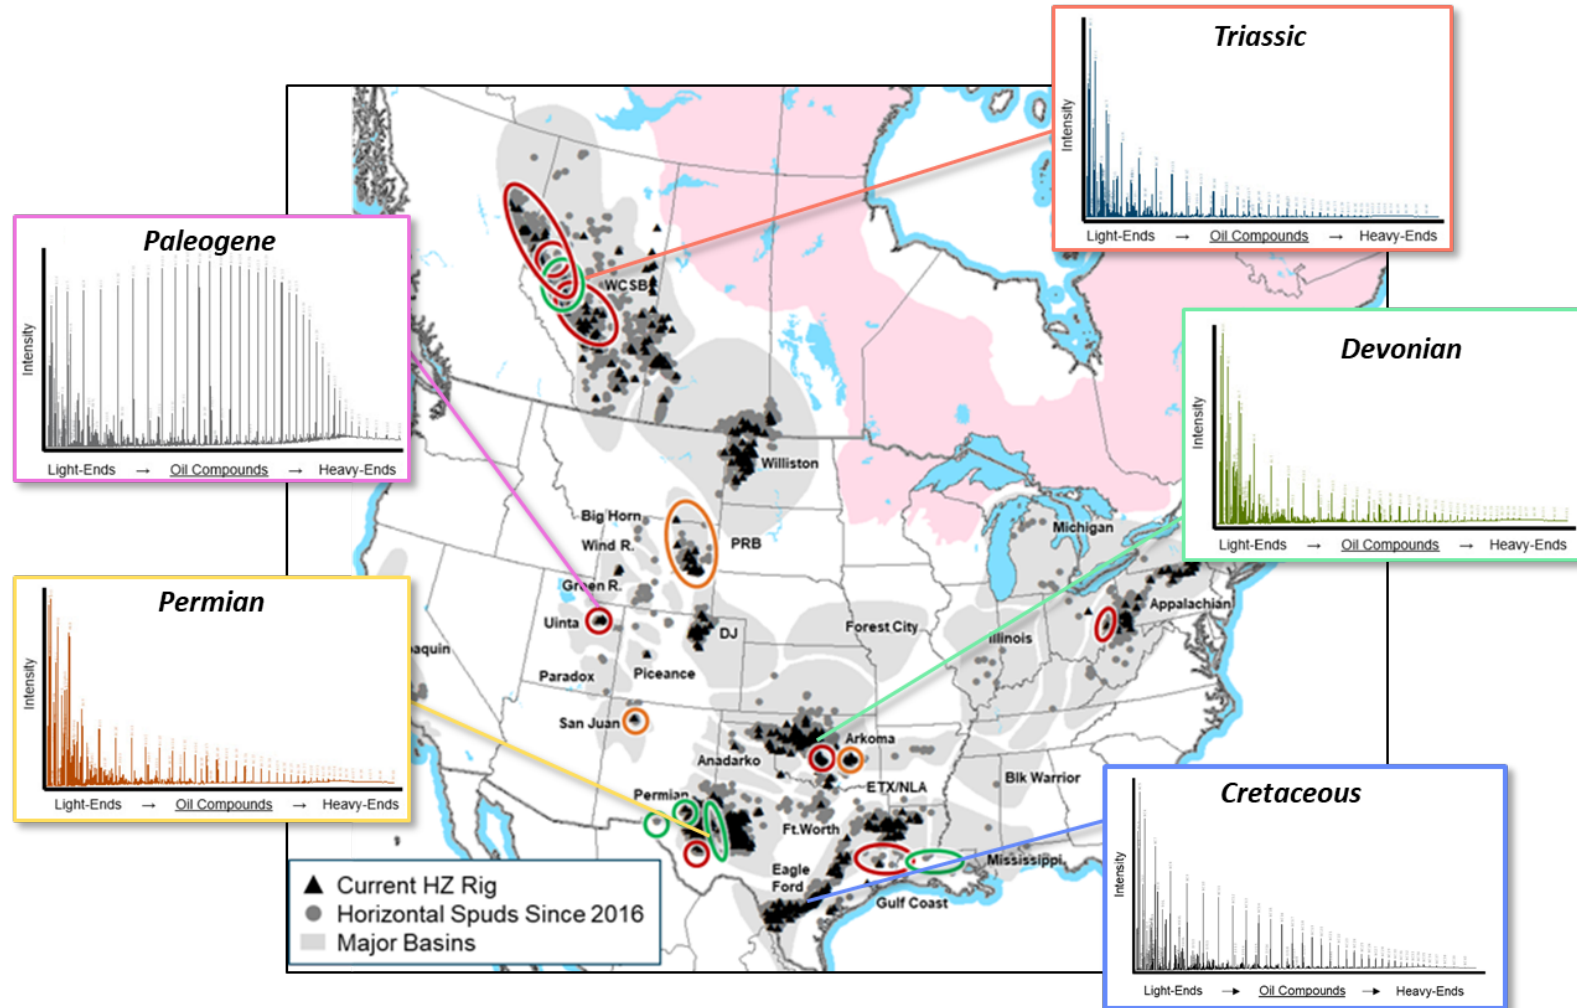 Triassic
Intensity
Light-Ends → Oil Compounds → Heavy-Ends
Paleogene
Intensity
Light-Ends → Oil Compounds → Heavy-Ends
Devonian
Intensity
Light-Ends → Oil Compounds → Heavy-Ends
Permian
Intensity
Light-Ends → Oil Compounds → Heavy-Ends
Cretaceous
Intensity
Light-Ends → Oil Compounds → Heavy-Ends
WCSB
Williston
Big Horn
Wind R.
PRB
Green R.
Michigan
Appalachian
Uinta
DJ
Forest City
Illinois
aquin
Paradox
Piceance
San Juan
Anadarko
Arkoma
Blk Warrior
Permian
ETX/NLA
Ft.Worth
Mississippi
Eagle
Ford
Gulf Coast
Current HZ Rig
Horizontal Spuds Since 2016
Major Basins